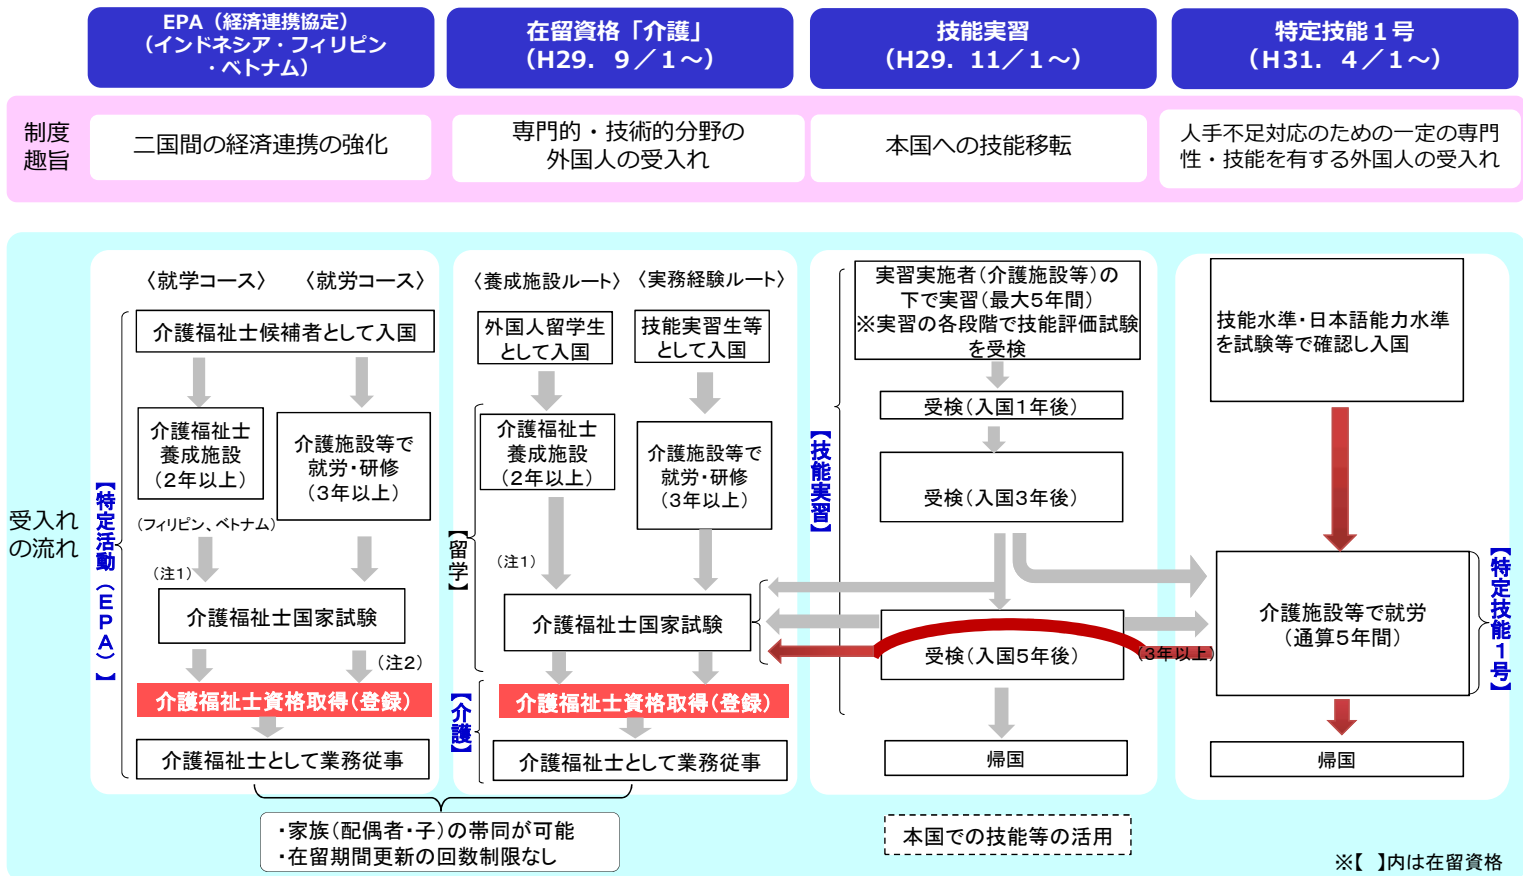 EPA（経済連携協定）
（インドネシア・フィリピン
・ベトナム）
在留資格「介護」
（H29．９／１～）
技能実習
（H29．11／１～）
特定技能１号
（H31．４／１～）
制度
趣旨
二国間の経済連携の強化
専門的・技術的分野の
外国人の受入れ
本国への技能移転
人手不足対応のための一定の専門
性・技能を有する外国人の受入れ
受入れ
の流れ
〈就学コース〉
〈就労コース〉
介護福祉士候補者として入国
介護福祉士
養成施設
（２年以上）
介護施設等で
就労・研修
（３年以上）
（フィリピン、ベトナム）
（注１）
介護福祉士国家試験
（注２）
介護福祉士資格取得（登録）
介護福祉士として業務従事
【特定活動（ＥＰＡ）】
〈養成施設ルート〉
〈実務経験ルート〉
外国人留学生
として入国
技能実習生等
として入国
介護福祉士
養成施設
（２年以上）
介護施設等で
就労・研修
（３年以上）
【留学】
（注１）
介護福祉士国家試験
介護福祉士資格取得（登録）
【介護】
介護福祉士として業務従事
・家族（配偶者・子）の帯同が可能
・在留期間更新の回数制限なし
実習実施者（介護施設等）の
下で実習（最大５年間）
※実習の各段階で技能評価試験
を受検
受検（入国１年後）
【技能実習】
受検（入国３年後）
受検（入国５年後）
（３年以上）
帰国
本国での技能等の活用
技能水準・日本語能力水準
を試験等で確認し入国
介護施設等で就労
（通算５年間）
【特定技能１号】
帰国
※【　】内は在留資格